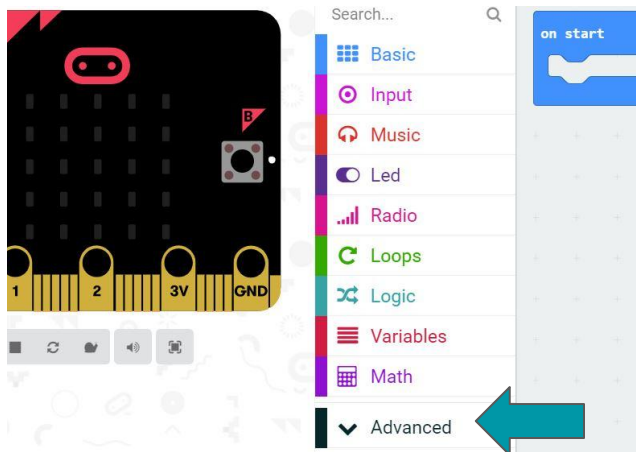 Search...
on start
Basic
Input
B
Music
Led
Radio
Loops
1 2 3V GND
Logic
Variables
Math
Advanced